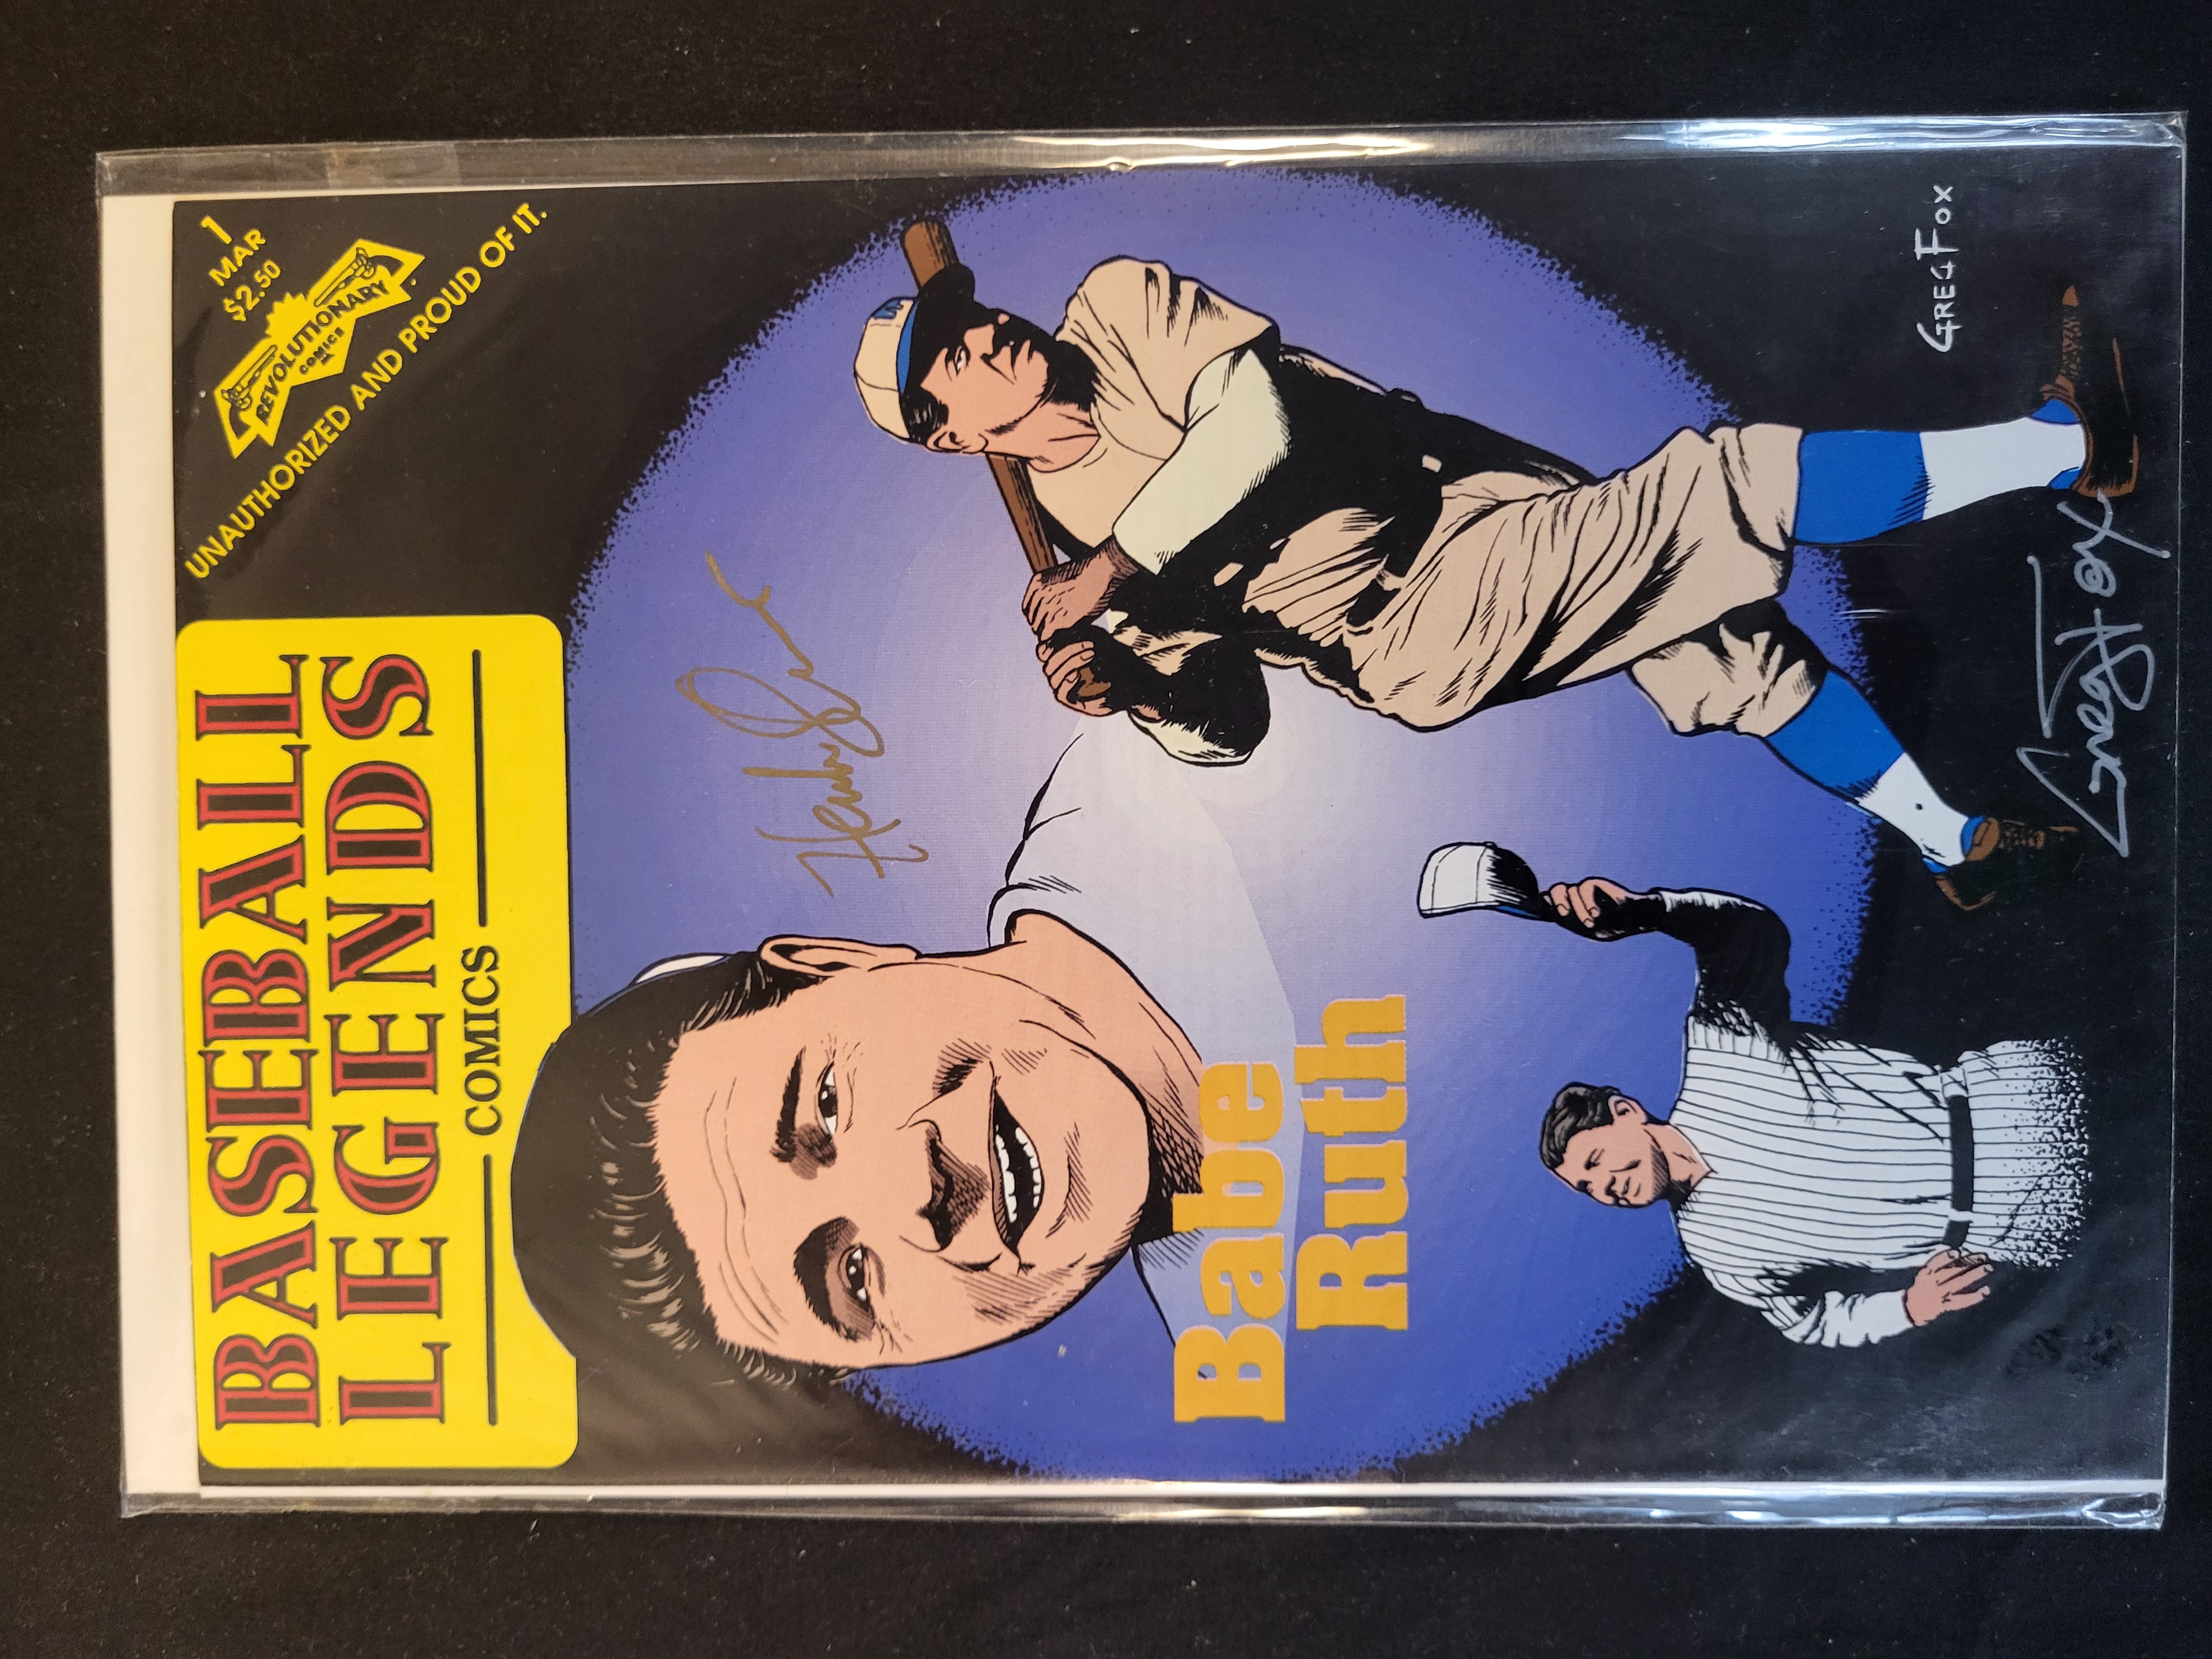 1
MAR
$2.50
REVOLUTIONARY
COMICS
UNAUTHORIZED AND PROUD OF IT.
BASEBALL
LEGENDS
COMICS
Babe
Ruth
GREG FOX
Greg Fox